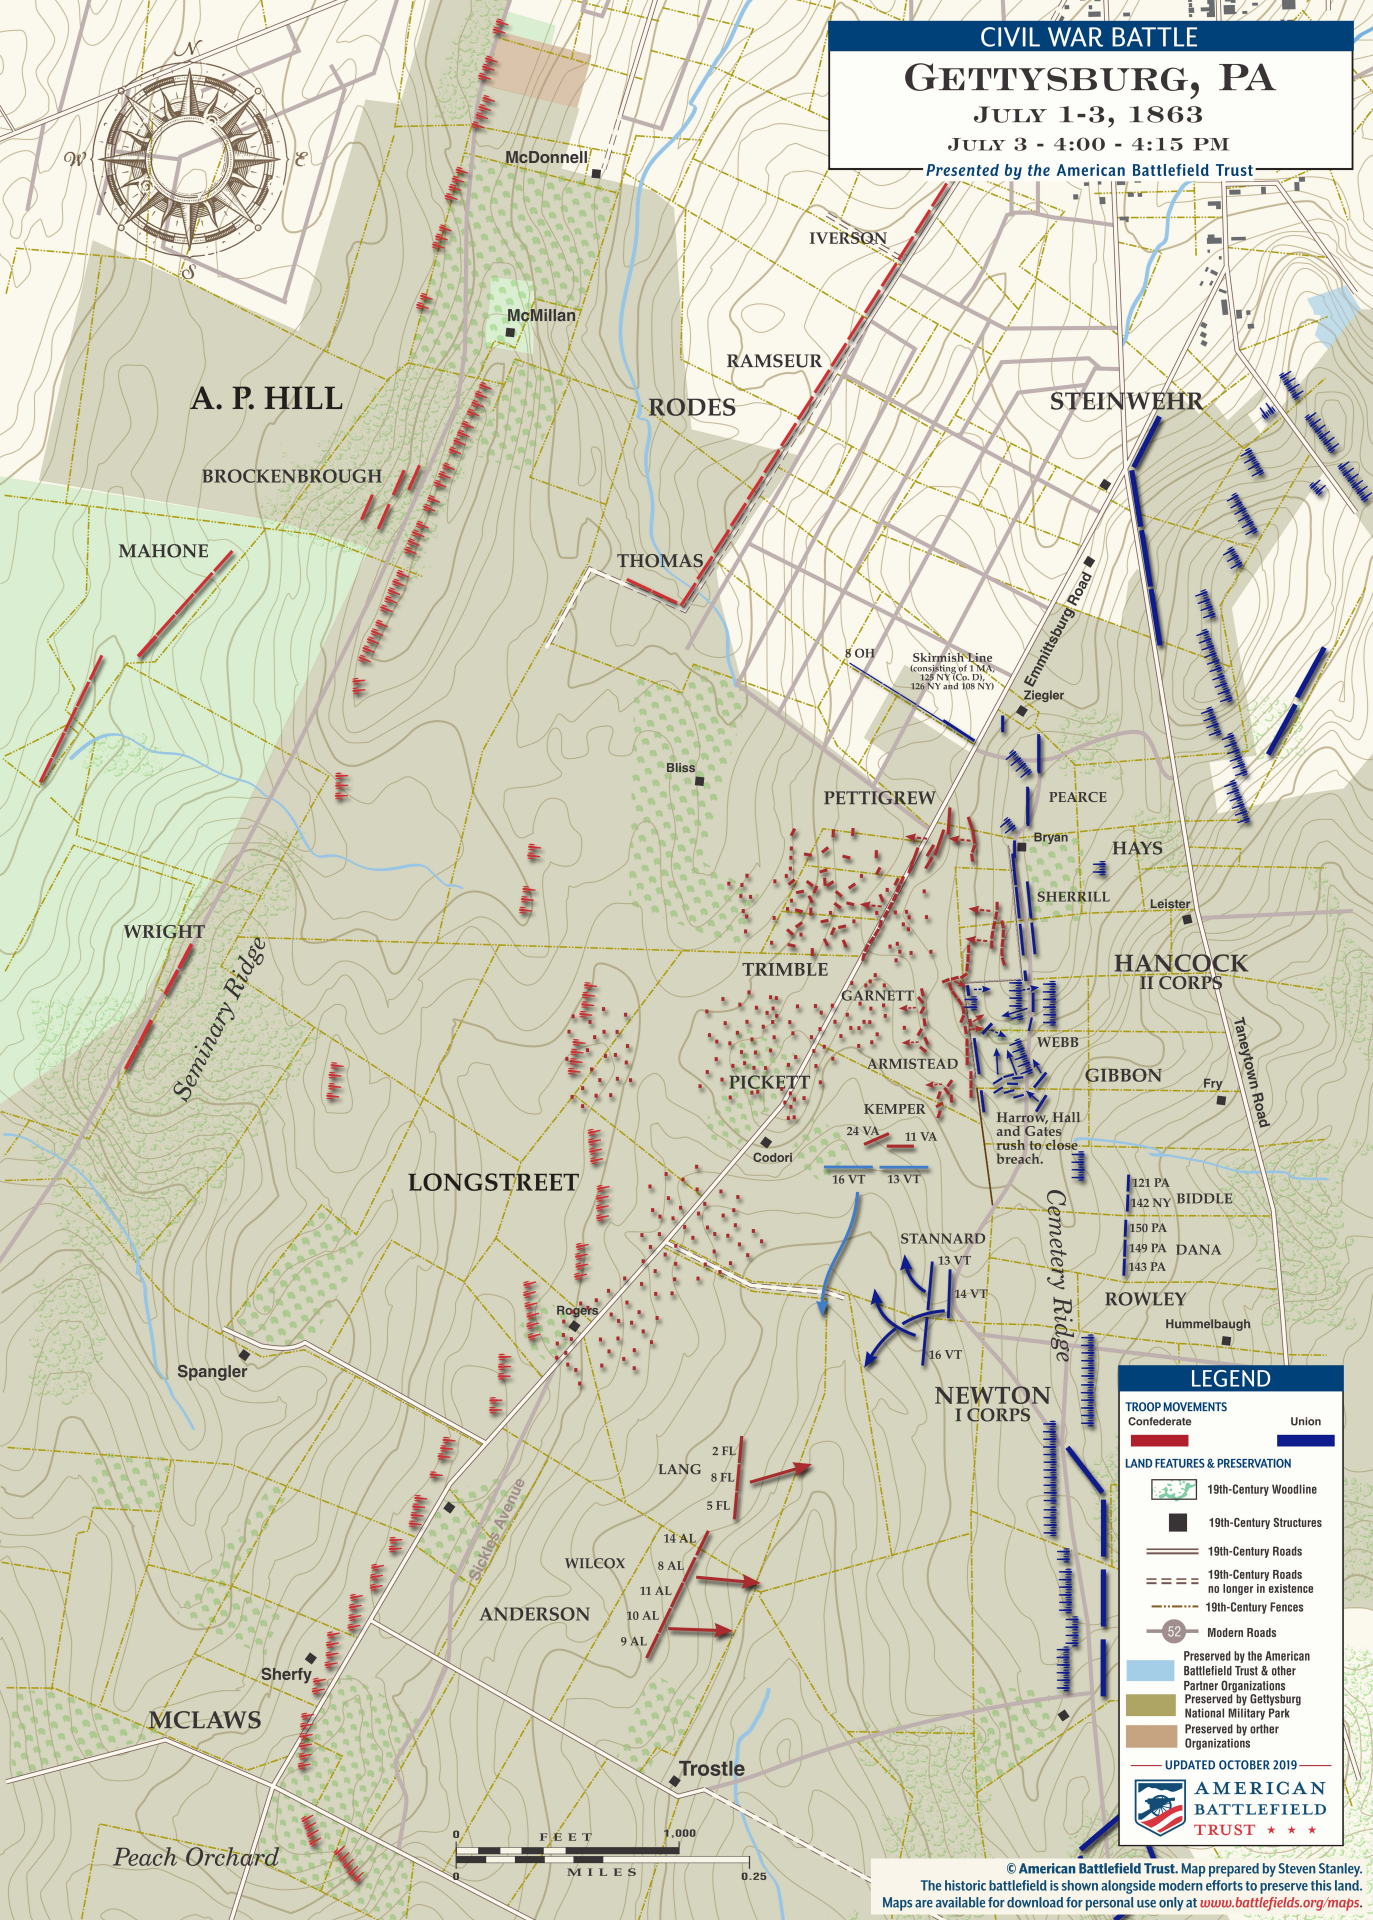 CIVIL WAR BATTLE
GETTYSBURG, PA
JULY 1-3, 1863
JULY 3 - 4:00 - 4:15 PM
Presented by the American Battlefield Trust
N
W
E
S
McDonnell
IVERSON
McMillan
RAMSEUR
A. P. HILL
RODES
STEINWEHR
BROCKENBROUGH
MAHONE
THOMAS
Emmittsburg Road
8 OH
Skirmish Line
(consisting of 1 MA,
125 NY (Co. D),
126 NY and 108 NY)
Ziegler
Bliss
PETTIGREW
PEARCE
Bryan
HAYS
SHERRILL
Leister
WRIGHT
Seminary Ridge
TRIMBLE
HANCOCK
II CORPS
GARNETT
Taneytown Road
WEBB
ARMISTEAD
GIBBON
PICKETT
Fry
KEMPER
Harrow, Hall
and Gates
rush to close
breach.
24 VA
11 VA
Codori
LONGSTREET
16 VT
13 VT
121 PA
142 NY
BIDDLE
Cemetery Ridge
150 PA
149 PA
143 PA
DANA
STANNARD
13 VT
14 VT
16 VT
ROWLEY
Rogers
Hummelbaugh
Spangler
NEWTON
I CORPS
LANG
2 FL
8 FL
5 FL
Sickles Avenue
WILCOX
14 AL
8 AL
11 AL
10 AL
9 AL
ANDERSON
Sherfy
MCLAWS
Trostle
Peach Orchard
0
FEET
1,000
MILES
0
0.25
LEGEND
TROOP MOVEMENTS
Confederate
Union
LAND FEATURES & PRESERVATION
19th-Century Woodline
19th-Century Structures
19th-Century Roads
19th-Century Roads
no longer in existence
19th-Century Fences
52
Modern Roads
Preserved by the American
Battlefield Trust & other
Partner Organizations
Preserved by Gettysburg
National Military Park
Preserved by orther
Organizations
UPDATED OCTOBER 2019
AMERICAN
BATTLEFIELD
TRUST
© American Battlefield Trust. Map prepared by Steven Stanley.
The historic battlefield is shown alongside modern efforts to preserve this land.
Maps are available for download for personal use only at www.battlefields.org/maps.